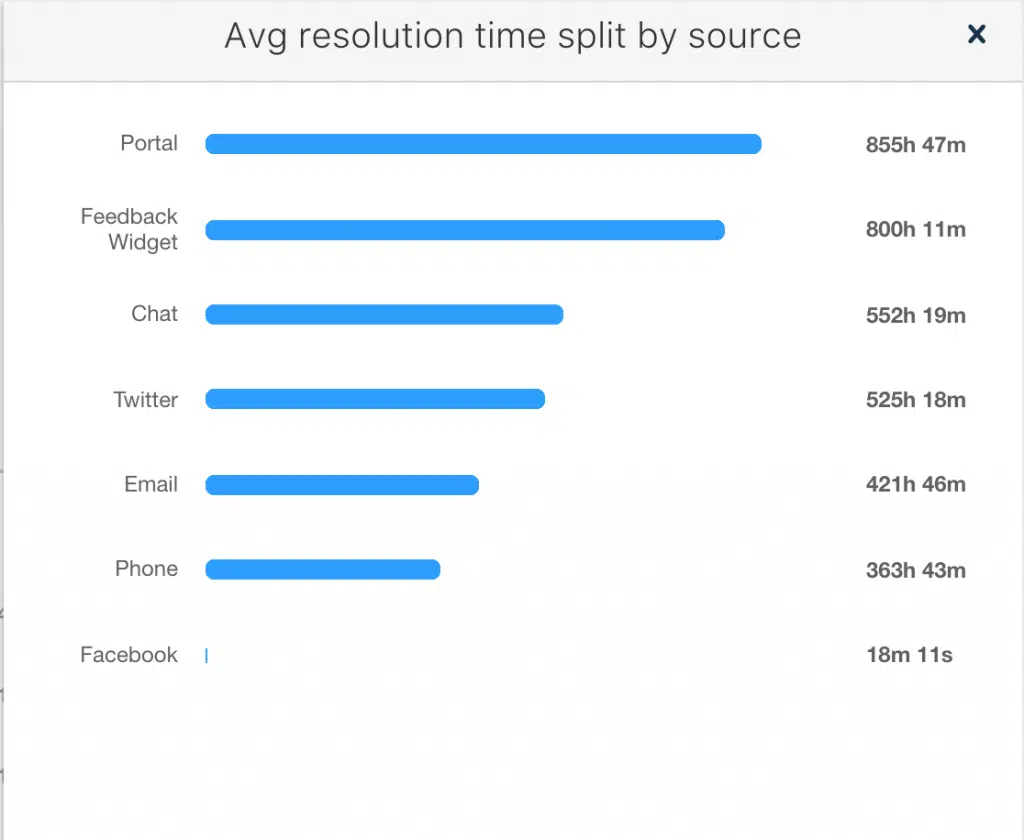 Avg resolution time split by source
Portal 855h 47m
Feedback
Widget 800h 11m
Chat 552h 19m
Twitter 525h 18m
Email 421h 46m
Phone 363h 43m
Facebook 18m 11s